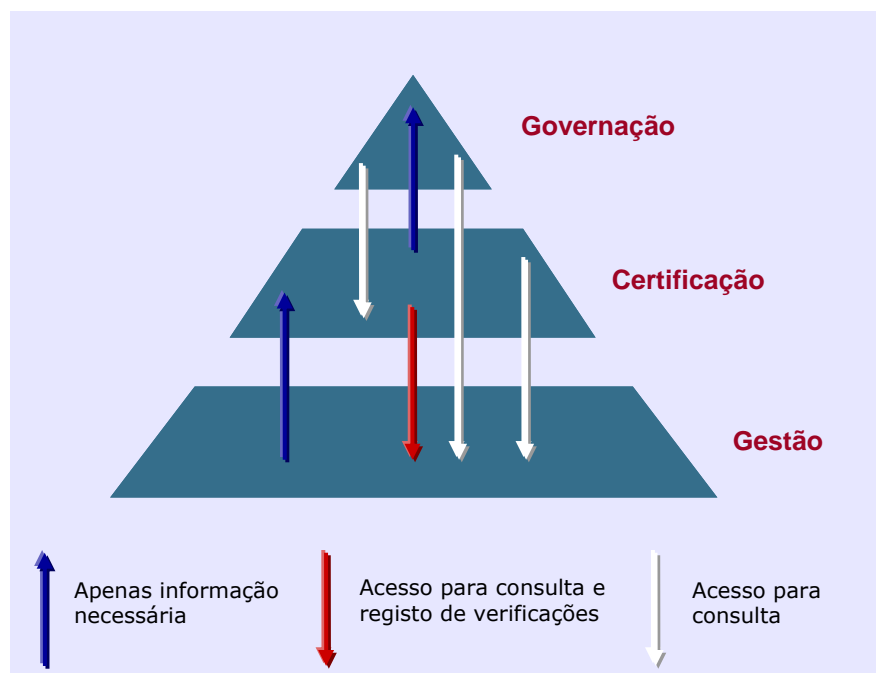 Governação
Certificação
Gestão
Apenas informação
necessária
Acesso para consulta e
registo de verificações
Acesso para
consulta